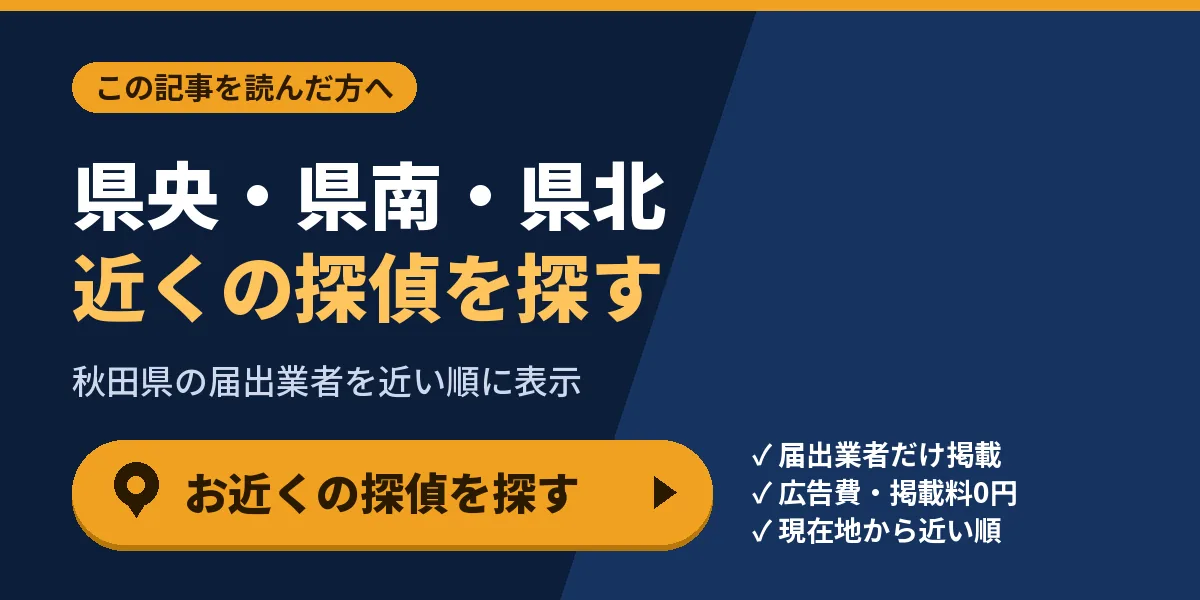 この記事を読んだ方へ
県央・県南・県北
近くの探偵を探す
秋田県の届出業者を近い順に表示
お近くの探偵を探す
✓届出業者だけ掲載
✓広告費・掲載料0円
✓現在地から近い順